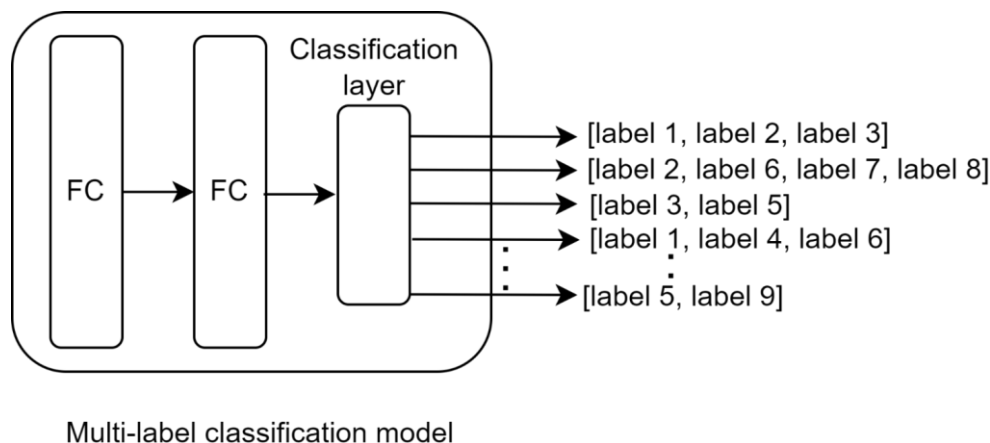 Classification
layer
FC
FC
[label 1, label 2, label 3]
[label 2, label 6, label 7, label 8]
[label 3, label 5]
[label 1, label 4, label 6]
[label 5, label 9]
Multi-label classification model